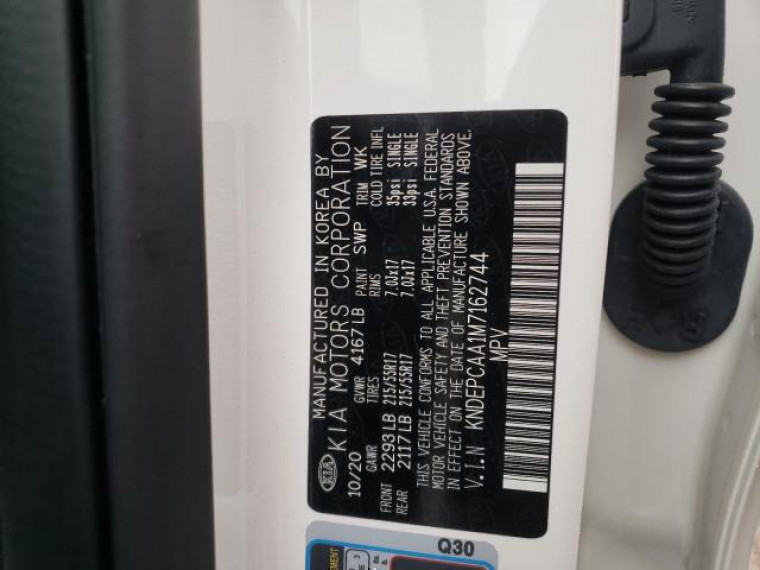 KIA
MANUFACTURED IN KOREA BY
KIA MOTORS CORPORATION
10/20 GVWR 4167 LB PAINT SWP TRIM WK
GAWR TIRES RIMS COLD TIRE INFL
FRONT 2293 LB 215/55R17 7.0Jx17 35psi SINGLE
REAR 2117 LB 215/55R17 7.0Jx17 33psi SINGLE
THIS VEHICLE CONFORMS TO ALL APPLICABLE U.S.A. FEDERAL
MOTOR VEHICLE SAFETY AND THEFT PREVENTION STANDARDS
IN EFFECT ON THE DATE OF MANUFACTURE SHOWN ABOVE.
V.I.N KNDEPCAA1M7162744
MPV
Q30